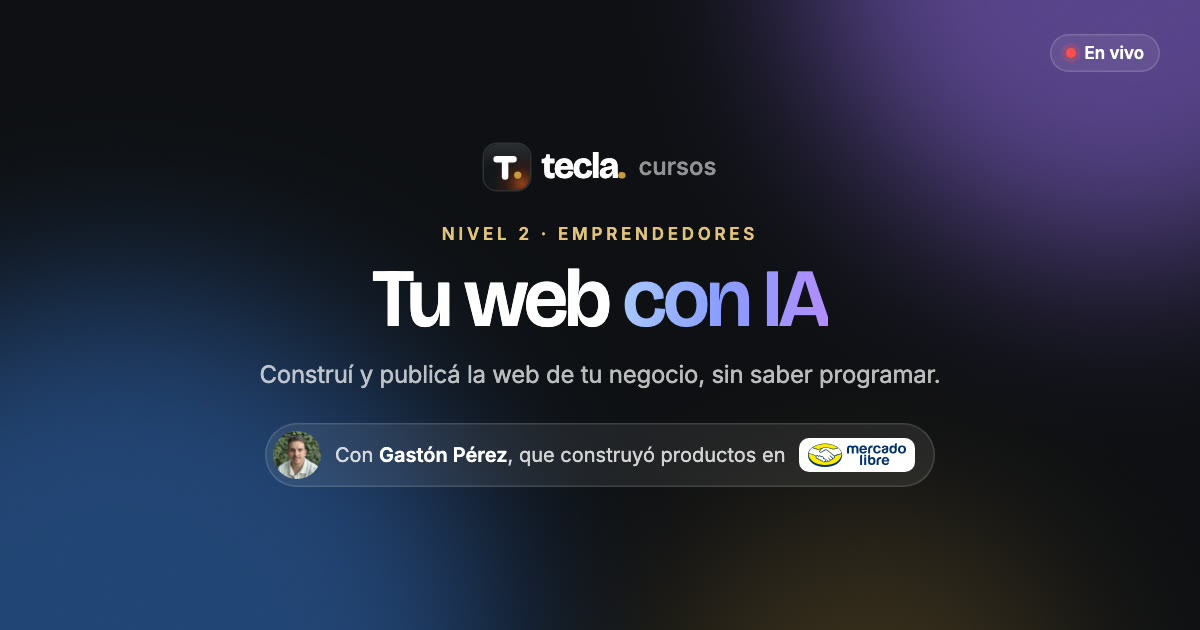 En vivo
T. tecla. cursos
NIVEL 2 · EMPRENDEDORES
Tu web con IA
Construí y publicá la web de tu negocio, sin saber programar.
Con Gastón Pérez, que construyó productos en
mercado
libre